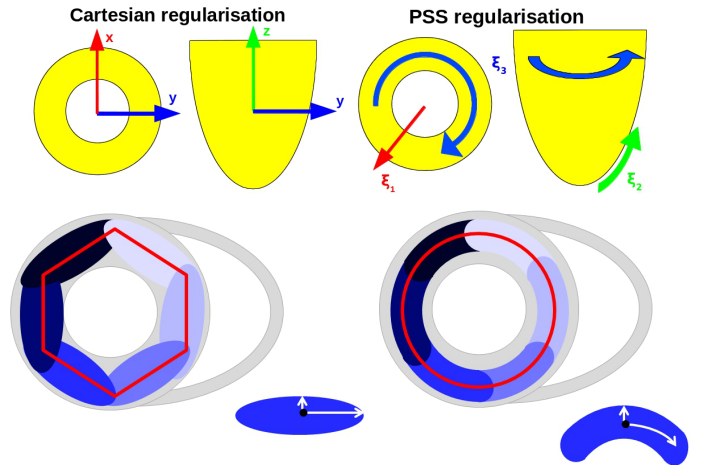 Cartesian regularisation
PSS regularisation
x
y
z
y
ξ₃
ξ₁
ξ₂